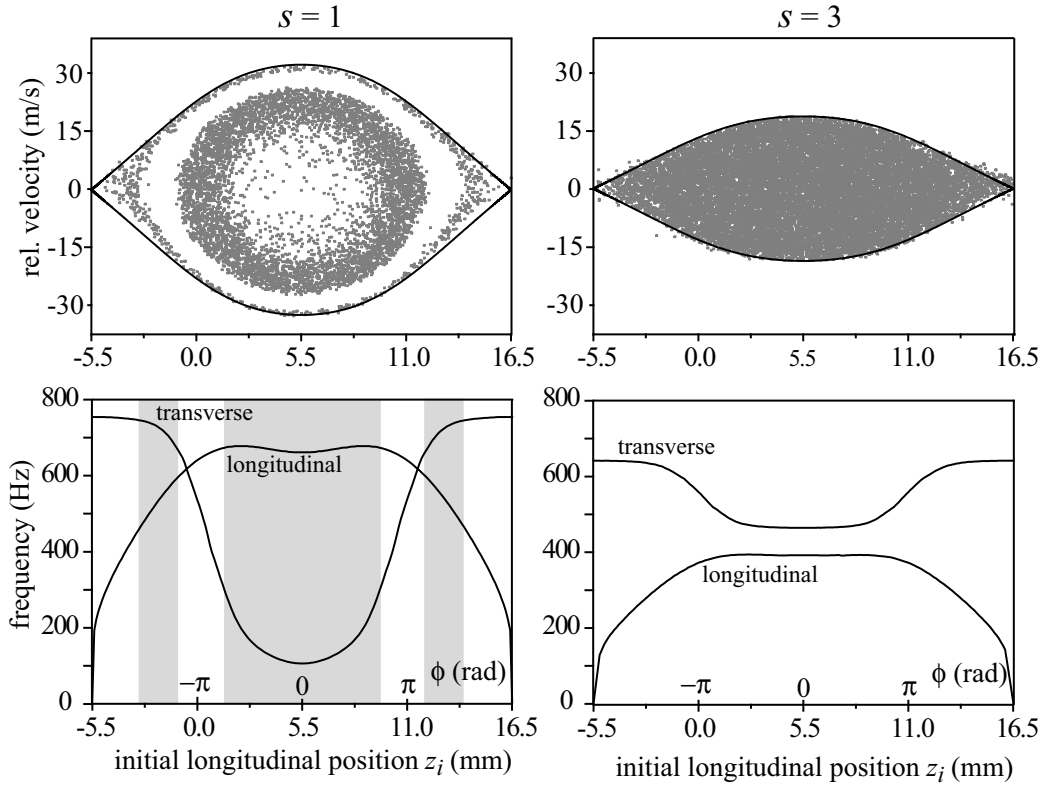 s = 1
s = 3
rel. velocity (m/s)
30
15
0
-15
-30
-5.5 0.0 5.5 11.0 16.5
30
15
0
-15
-30
-5.5 0.0 5.5 11.0 16.5
frequency (Hz)
800
600
400
200
0
transverse
longitudinal
−π 0 π ϕ (rad)
-5.5 0.0 5.5 11.0 16.5
initial longitudinal position zi (mm)
800
600
400
200
0
transverse
longitudinal
−π 0 π ϕ (rad)
-5.5 0.0 5.5 11.0 16.5
initial longitudinal position zi (mm)